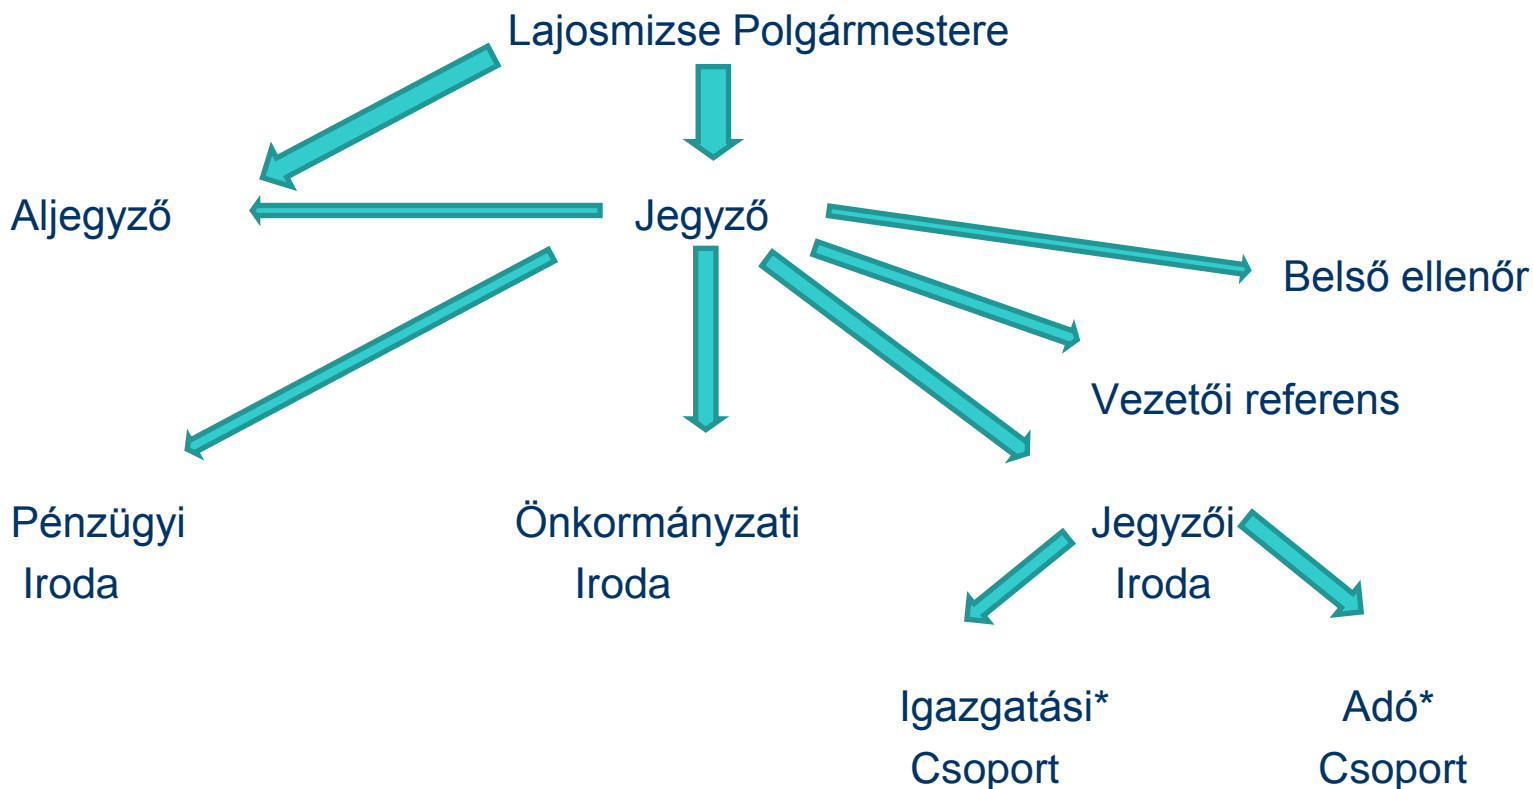 Lajosmizse Polgármestere
Aljegyző
Jegyző
Belső ellenőr
Vezetői referens
Pénzügyi
Iroda
Önkormányzati
Iroda
Jegyzői
Iroda
Igazgatási*
Csoport
Adó*
Csoport